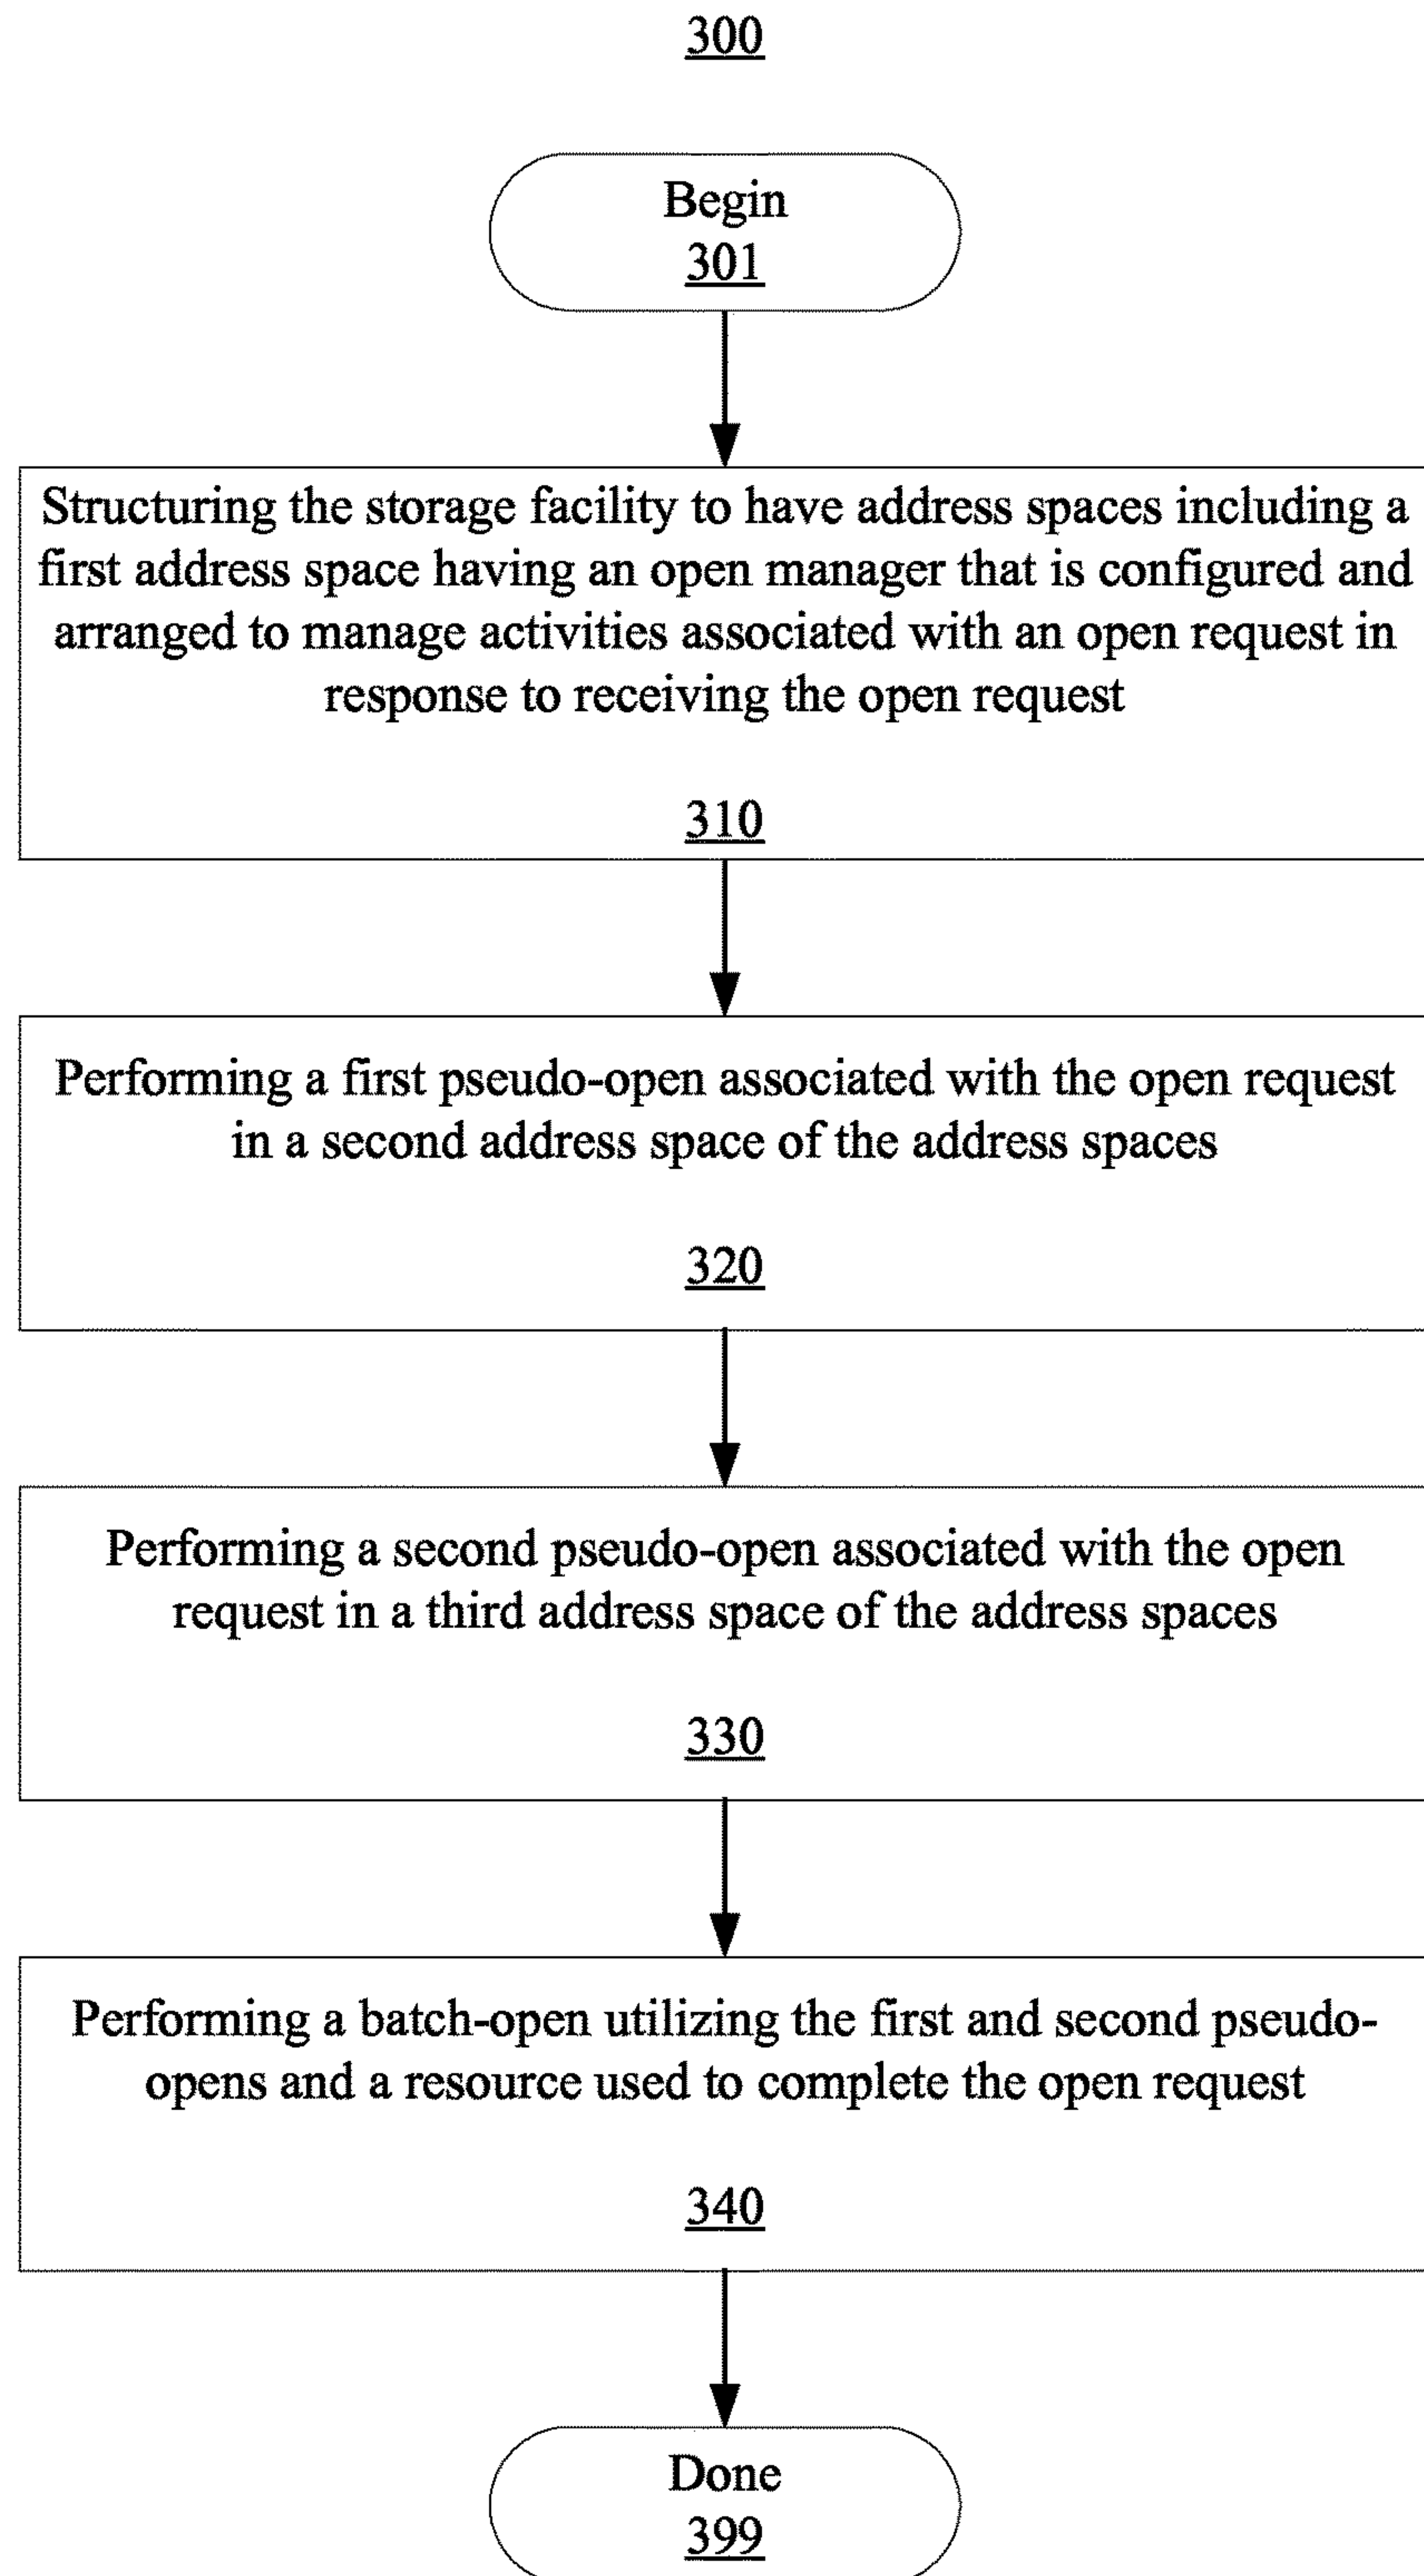 300
Begin
301
Structuring the storage facility to have address spaces including a
first address space having an open manager that is configured and
arranged to manage activities associated with an open request in
response to receiving the open request
310
Performing a first pseudo-open associated with the open request
in a second address space of the address spaces
320
Performing a second pseudo-open associated with the open
request in a third address space of the address spaces
330
Performing a batch-open utilizing the first and second pseudo-
opens and a resource used to complete the open request
340
Done
399